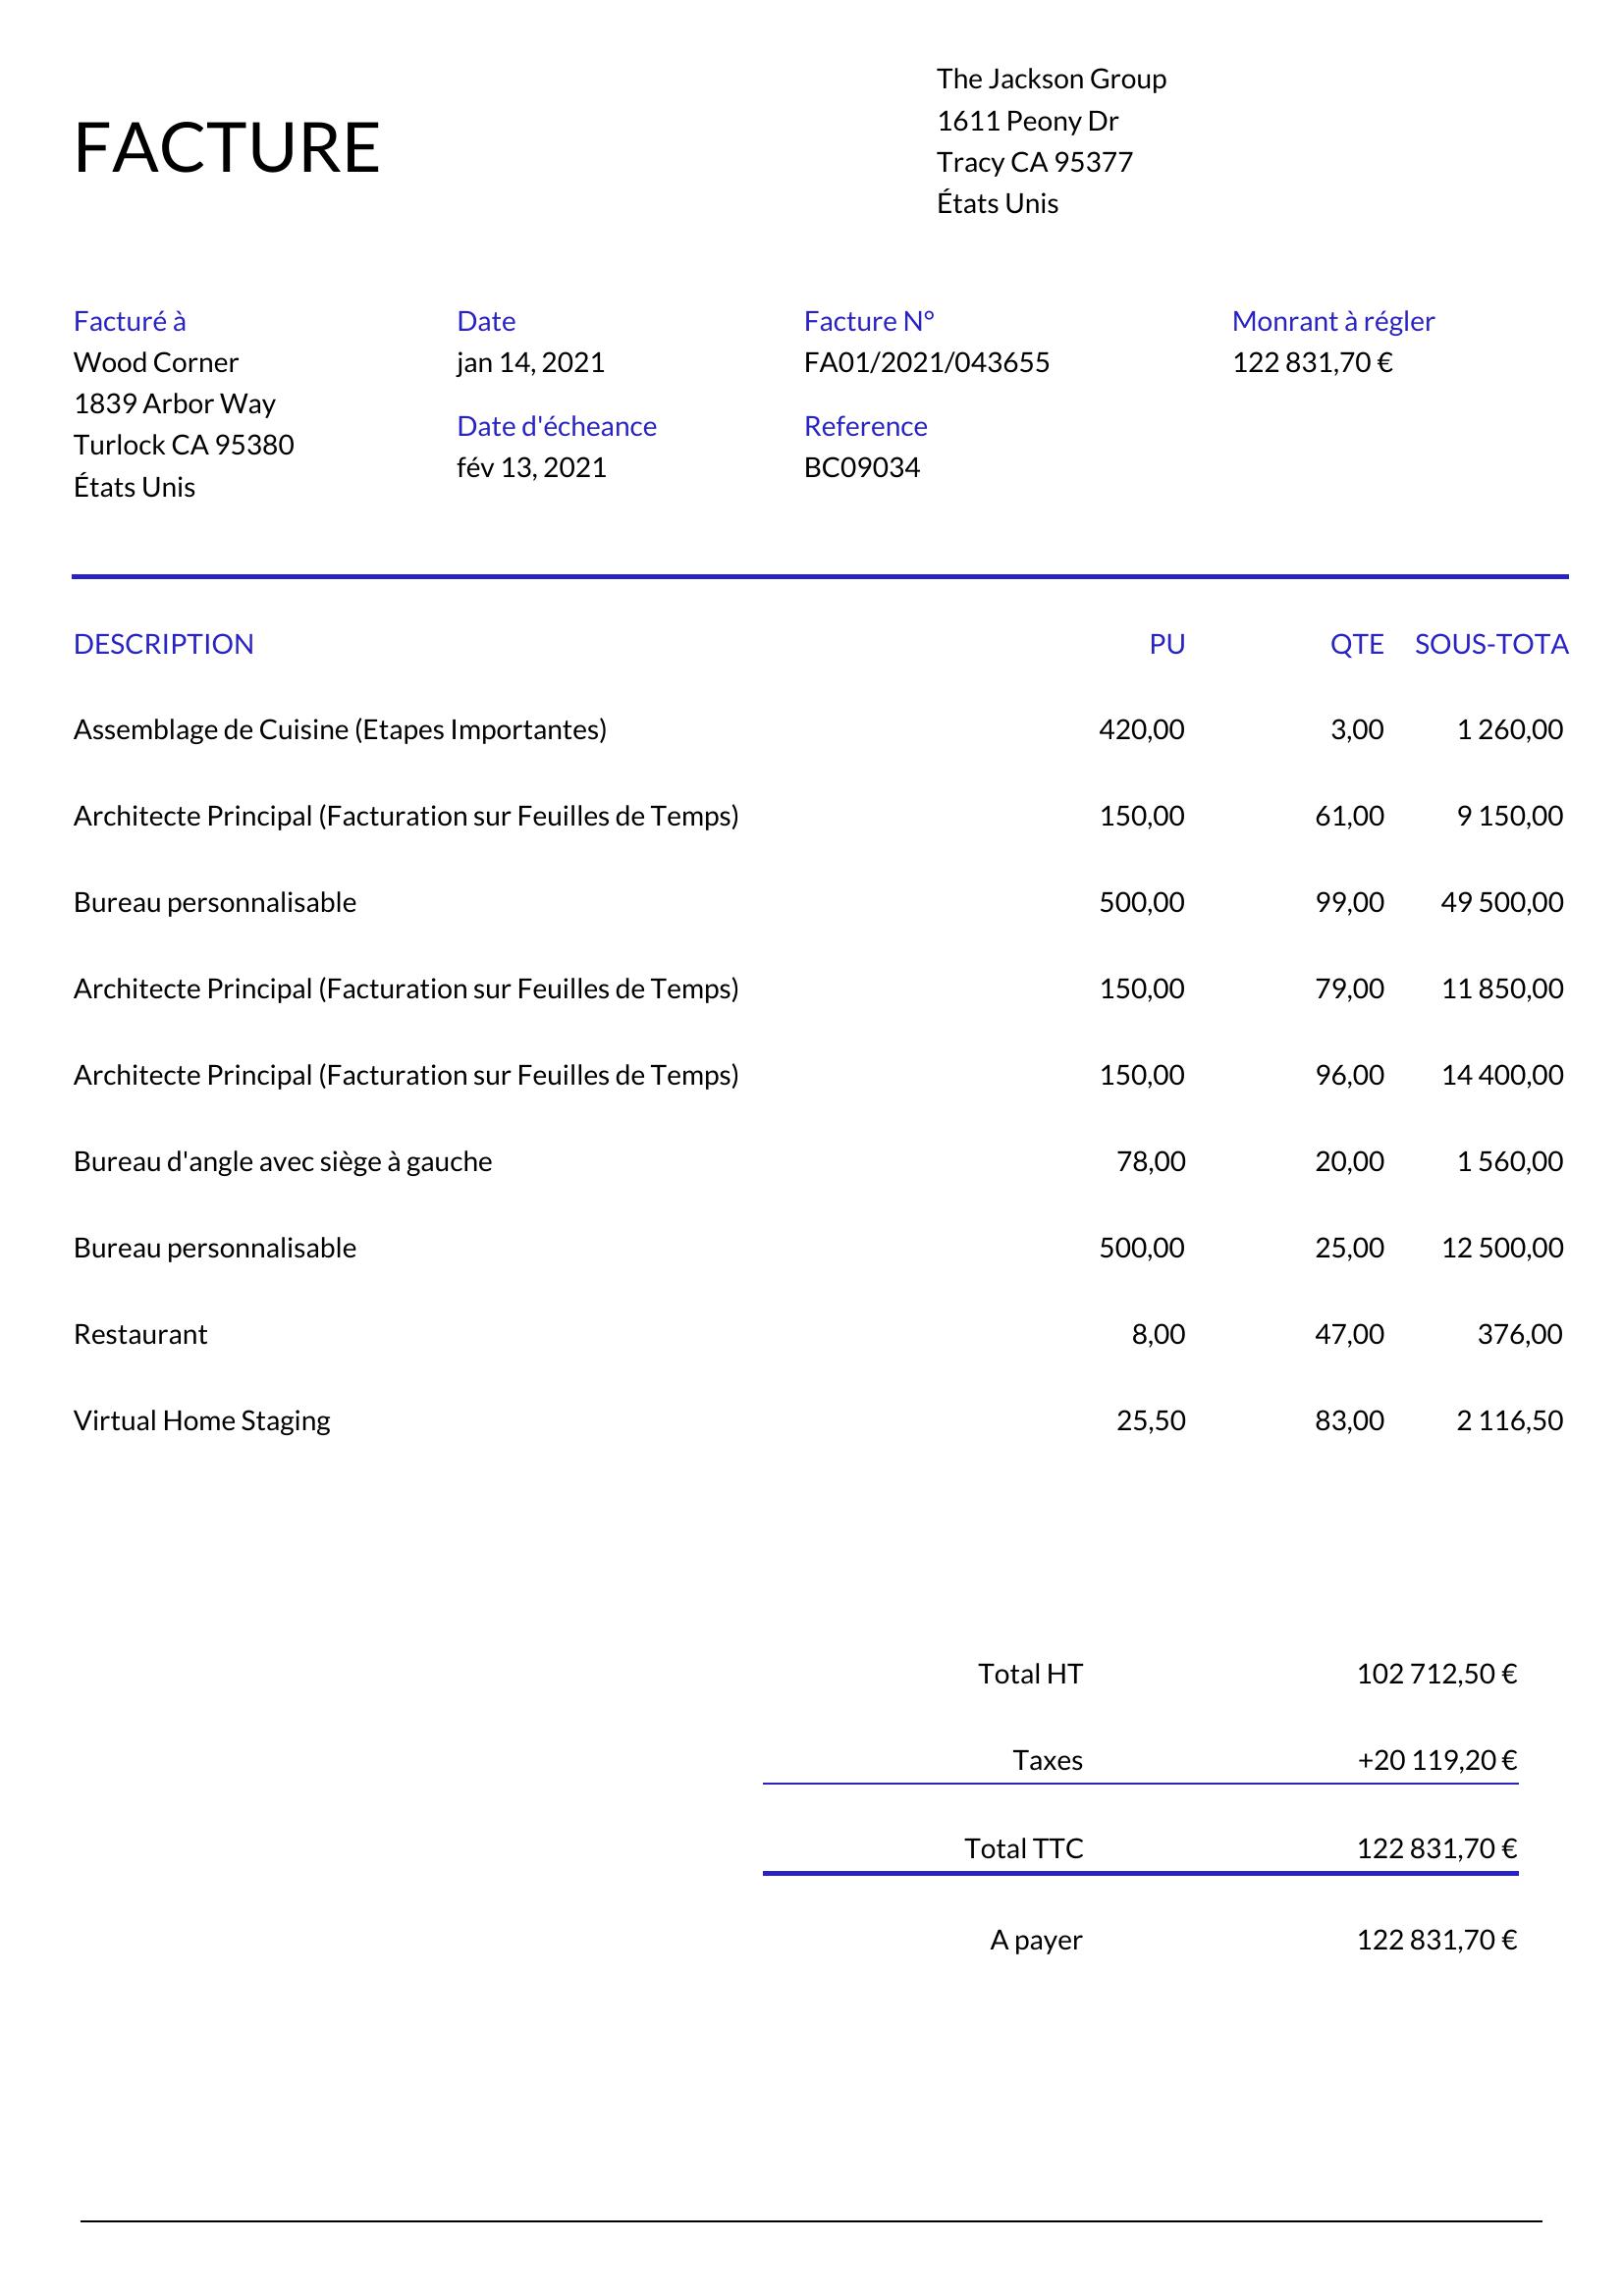 The Jackson Group
1611 Peony Dr
Tracy CA 95377
États Unis
FACTURE
Facturé à
Wood Corner
1839 Arbor Way
Turlock CA 95380
États Unis
Date
jan 14, 2021
Date d'écheance
fév 13, 2021
Facture N°
FA01/2021/043655
Reference
BC09034
Monrant à régler
122 831,70 €
DESCRIPTION PU QTE SOUS-TOTA
Assemblage de Cuisine (Etapes Importantes) 420,00 3,00 1 260,00
Architecte Principal (Facturation sur Feuilles de Temps) 150,00 61,00 9 150,00
Bureau personnalisable 500,00 99,00 49 500,00
Architecte Principal (Facturation sur Feuilles de Temps) 150,00 79,00 11 850,00
Architecte Principal (Facturation sur Feuilles de Temps) 150,00 96,00 14 400,00
Bureau d'angle avec siège à gauche 78,00 20,00 1 560,00
Bureau personnalisable 500,00 25,00 12 500,00
Restaurant 8,00 47,00 376,00
Virtual Home Staging 25,50 83,00 2 116,50
Total HT 102 712,50 €
Taxes +20 119,20 €
Total TTC 122 831,70 €
A payer 122 831,70 €